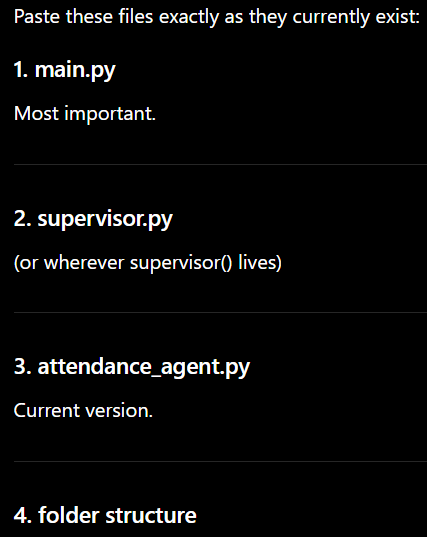 Paste these files exactly as they currently exist:
1. main.py
Most important.
2. supervisor.py
(or wherever supervisor() lives)
3. attendance_agent.py
Current version.
4. folder structure